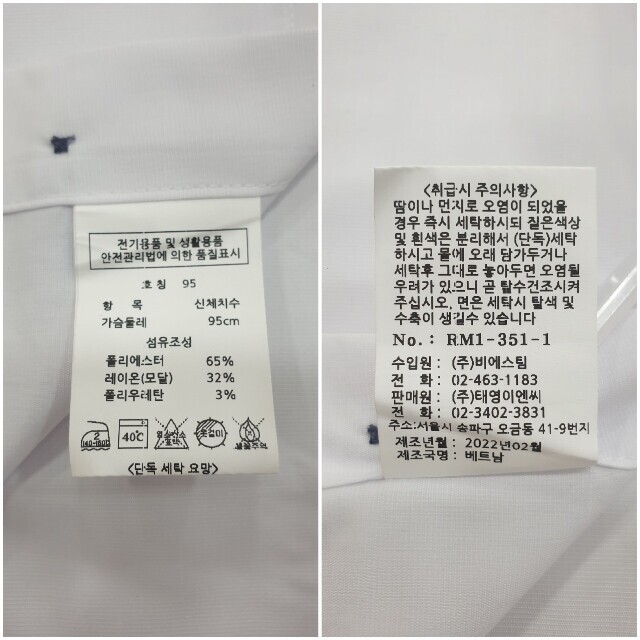 전기용품 및 생활용품
안전관리법에 의한 품질표시
호 칭 95
항 목 신체치수
가슴둘레 95cm
섬유조성
폴리에스터 65%
레이온(모달) 32%
폴리우레탄 3%
2 140-160℃ 40℃ 염소표백 옷걸이
〈단독 세탁 요망〉
〈취급시 주의사항〉
땀이나 먼지로 오염이 되었을
경우 즉시 세탁하시되 짙은색상
및 흰색은 분리해서 (단독)세탁
하시고 물에 오래 담가두거나
세탁후 그대로 놓아두면 오염될
우려가 있으니 곧 탈수건조시켜
주십시오, 면은 세탁시 탈색 및
수축이 생길수 있습니다
No.: RM1-351-1
수입원 : (주)비에스팀
전 화 : 02-463-1183
판매원 : (주)태영이엔씨
전 화 : 02-3402-3831
주소:서울시 송파구 오금동 41-9번지
제조년월 : 2022년02월
제조국명 : 베트남